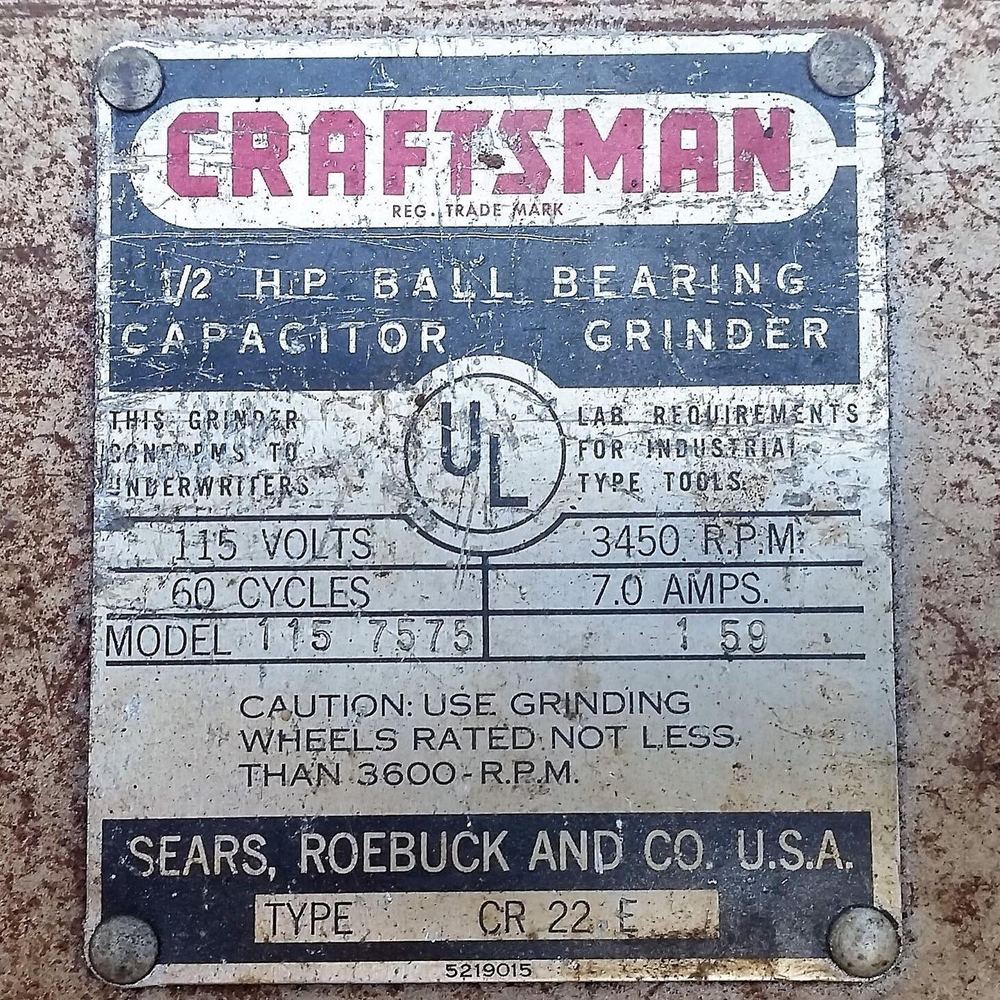 CRAFTSMAN
REG. TRADE MARK
1/2 H.P BALL BEARING
CAPACITOR GRINDER
THIS GRINDER
CONFORMS TO
UNDERWRITERS
UL
LAB. REQUIREMENTS
FOR INDUSTRIAL
TYPE TOOLS.
115 VOLTS 3450 R.P.M.
60 CYCLES 7.0 AMPS.
MODEL 115 7575 1 59
CAUTION: USE GRINDING
WHEELS RATED NOT LESS
THAN 3600-R.P.M.
SEARS, ROEBUCK AND CO. U.S.A.
TYPE CR 22 E
5219015